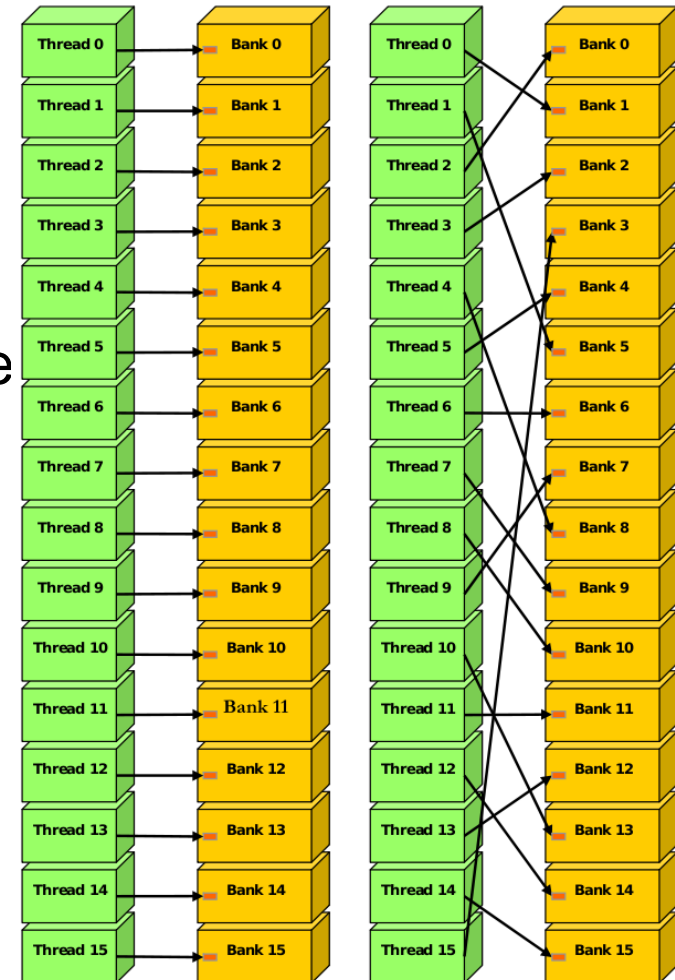 Thread 0 Bank 0 Thread 0 Bank 0
Thread 1 Bank 1 Thread 1 Bank 1
Thread 2 Bank 2 Thread 2 Bank 2
Thread 3 Bank 3 Thread 3 Bank 3
Thread 4 Bank 4 Thread 4 Bank 4
Thread 5 Bank 5 Thread 5 Bank 5
e
Thread 6 Bank 6 Thread 6 Bank 6
Thread 7 Bank 7 Thread 7 Bank 7
Thread 8 Bank 8 Thread 8 Bank 8
Thread 9 Bank 9 Thread 9 Bank 9
Thread 10 Bank 10 Thread 10 Bank 10
Thread 11 Bank 11 Thread 11 Bank 11
Thread 12 Bank 12 Thread 12 Bank 12
Thread 13 Bank 13 Thread 13 Bank 13
Thread 14 Bank 14 Thread 14 Bank 14
Thread 15 Bank 15 Thread 15 Bank 15